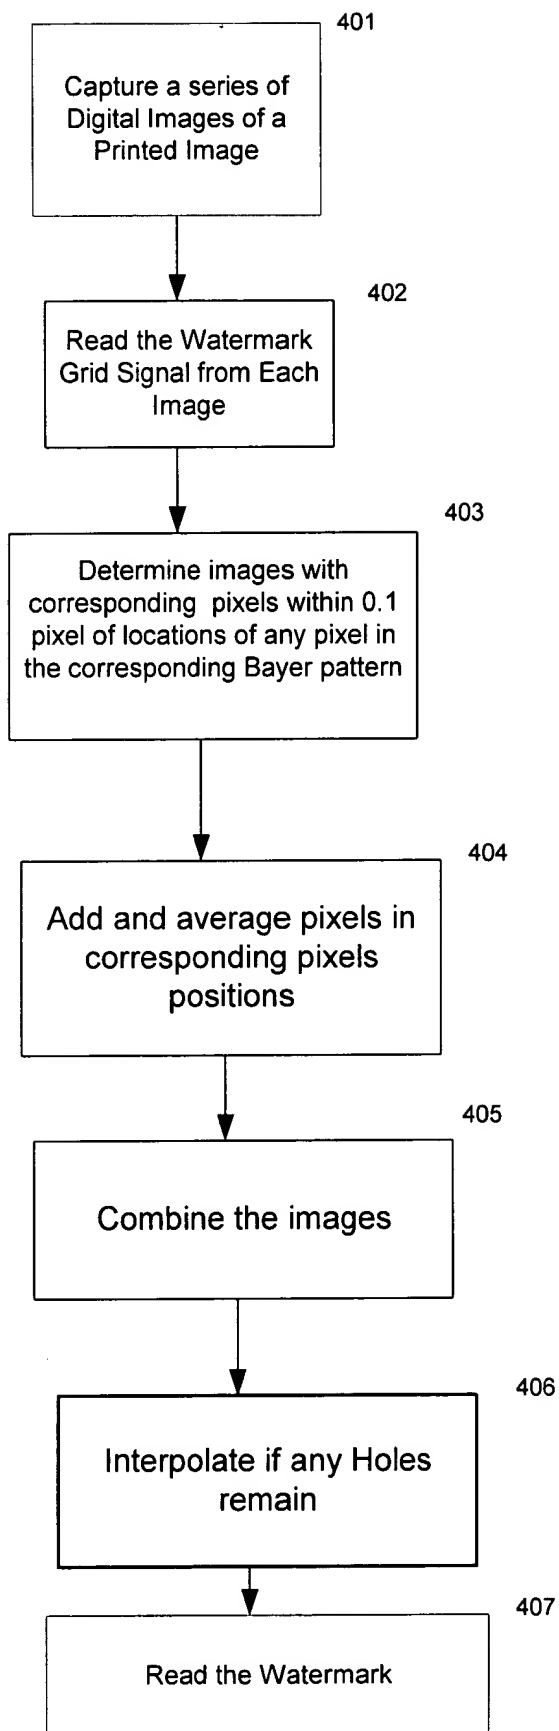 401
Capture a series of
Digital Images of a
Printed Image
402
Read the Watermark
Grid Signal from Each
Image
403
Determine images with
corresponding pixels within 0.1
pixel of locations of any pixel in
the corresponding Bayer pattern
404
Add and average pixels in
corresponding pixels
positions
405
Combine the images
406
Interpolate if any Holes
remain
407
Read the Watermark